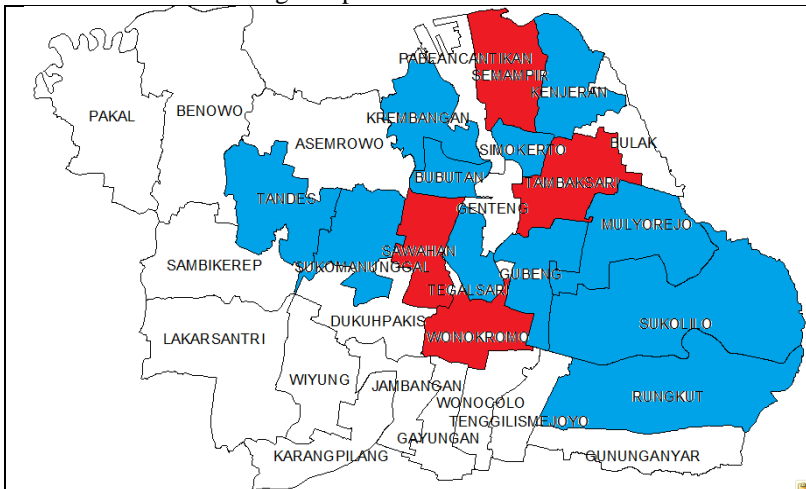 PABEANCANTIKAN
SEMAMPIR
KENJERAN
PAKAL
BENOWO
KREMBANGAN
ASEMROWO
SIMOKERTO
BULAK
BUBUTAN
TAMBAKSARI
TANDES
GENTENG
MULYOREJO
SAWAHAN
SAMBIKEREP
SUKOMANUNGGAL
GUBENG
TEGALSARI
DUKUHPAKIS
SUKOLILO
LAKARSANTRI
WONOKROMO
WIYUNG
JAMBANGAN
RUNGKUT
WONOCOLO
TENGGILISMEJOYO
GAYUNGAN
KARANGPILANG
GUNUNGANYAR